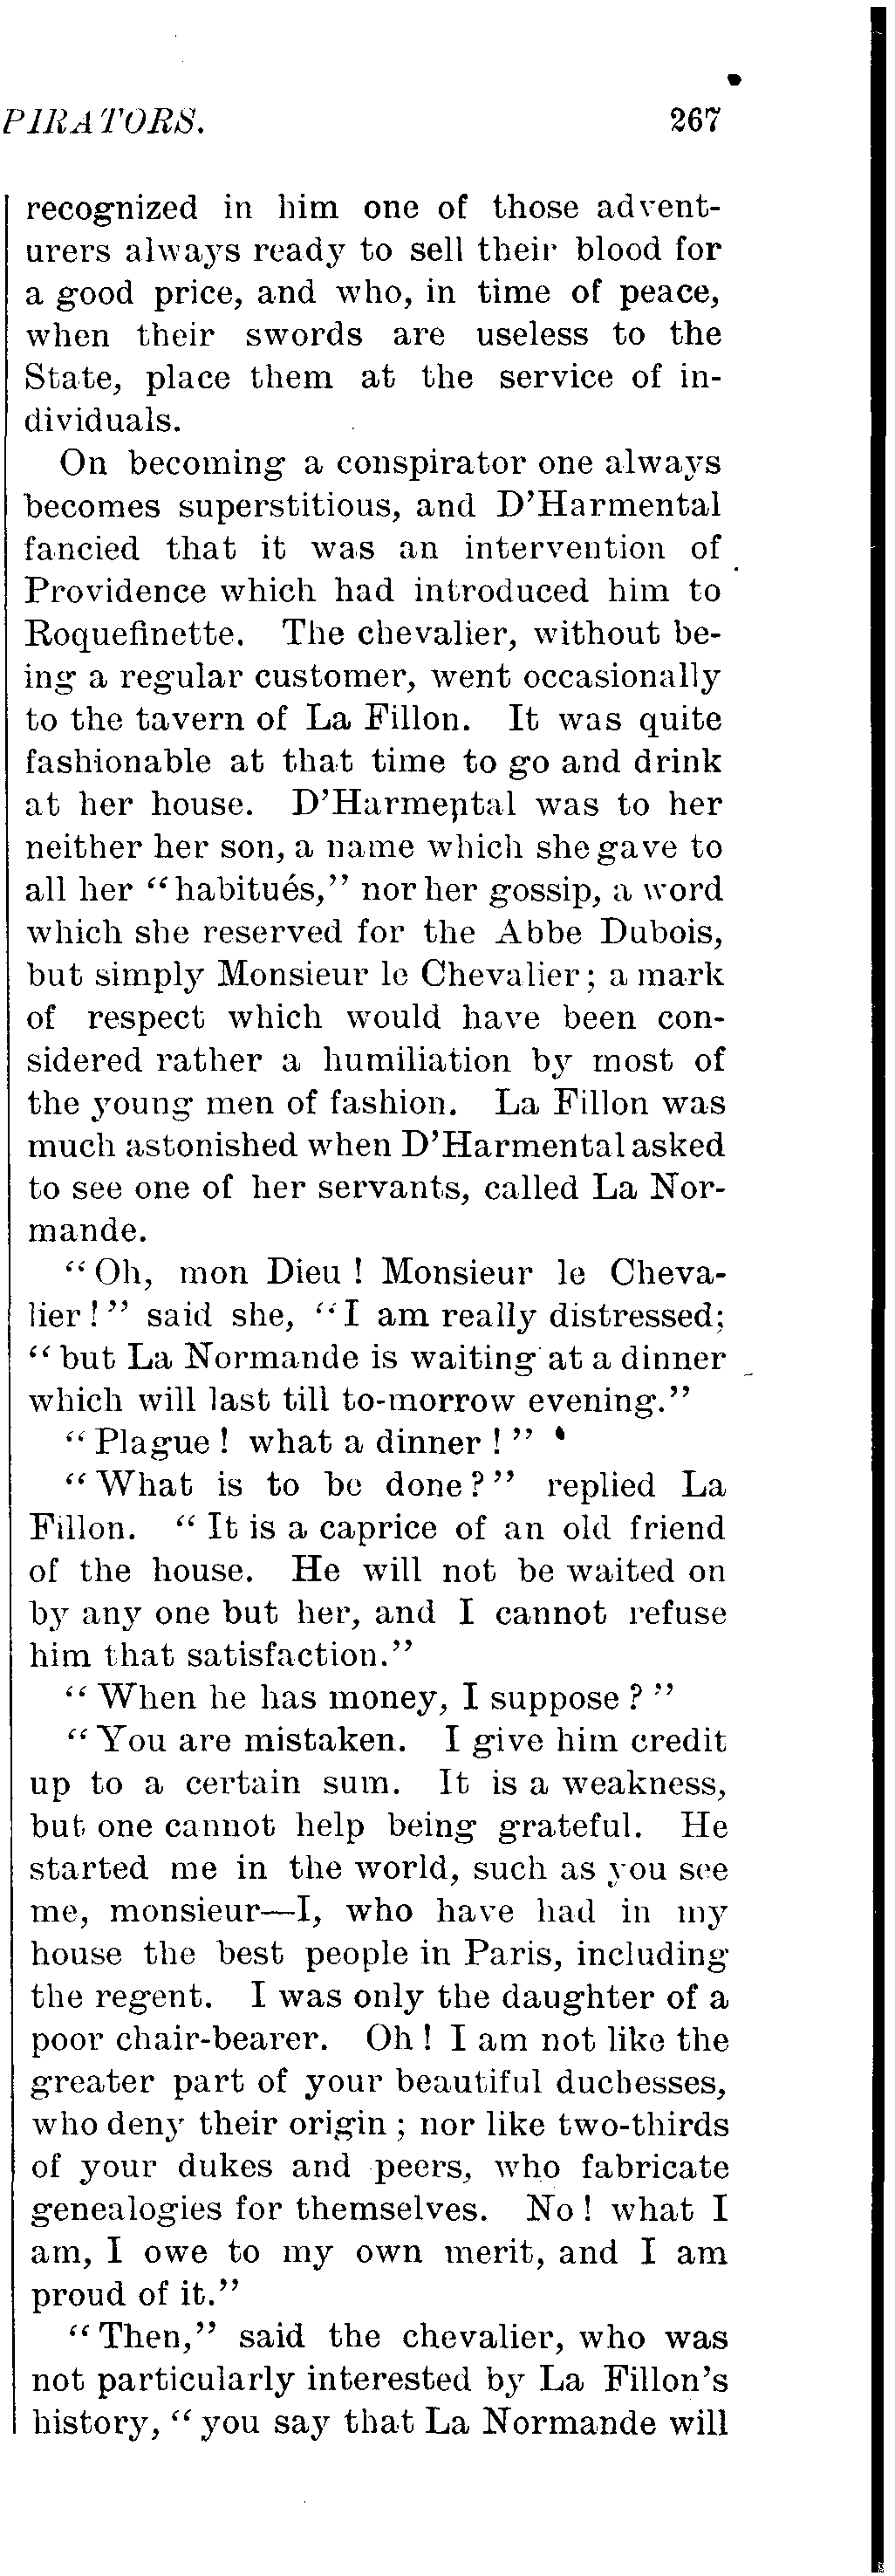 PIRATORS. 267
recognized in him one of those advent-
urers always ready to sell their blood for
a good price, and who, in time of peace,
when their swords are useless to the
State, place them at the service of in-
dividuals.
On becoming a conspirator one always
becomes superstitious, and D'Harmental
fancied that it was an intervention of
Providence which had introduced him to
Roquefinette. The chevalier, without be-
ing a regular customer, went occasionally
to the tavern of La Fillon. It was quite
fashionable at that time to go and drink
at her house. D'Harmental was to her
neither her son, a name which she gave to
all her "habitués," nor her gossip, a word
which she reserved for the Abbe Dubois,
but simply Monsieur le Chevalier; a mark
of respect which would have been con-
sidered rather a humiliation by most of
the young men of fashion. La Fillon was
much astonished when D'Harmental asked
to see one of her servants, called La Nor-
mande.
"Oh, mon Dieu! Monsieur le Cheva-
lier!" said she, "I am really distressed;
"but La Normande is waiting at a dinner
which will last till to-morrow evening."
"Plague! what a dinner!"
"What is to be done?" replied La
Fillon. "It is a caprice of an old friend
of the house. He will not be waited on
by any one but her, and I cannot refuse
him that satisfaction."
"When he has money, I suppose?"
"You are mistaken. I give him credit
up to a certain sum. It is a weakness,
but one cannot help being grateful. He
started me in the world, such as you see
me, monsieur—I, who have had in my
house the best people in Paris, including
the regent. I was only the daughter of a
poor chair-bearer. Oh! I am not like the
greater part of your beautiful duchesses,
who deny their origin; nor like two-thirds
of your dukes and peers, who fabricate
genealogies for themselves. No! what I
am, I owe to my own merit, and I am
proud of it."
"Then," said the chevalier, who was
not particularly interested by La Fillon's
history, "you say that La Normande will